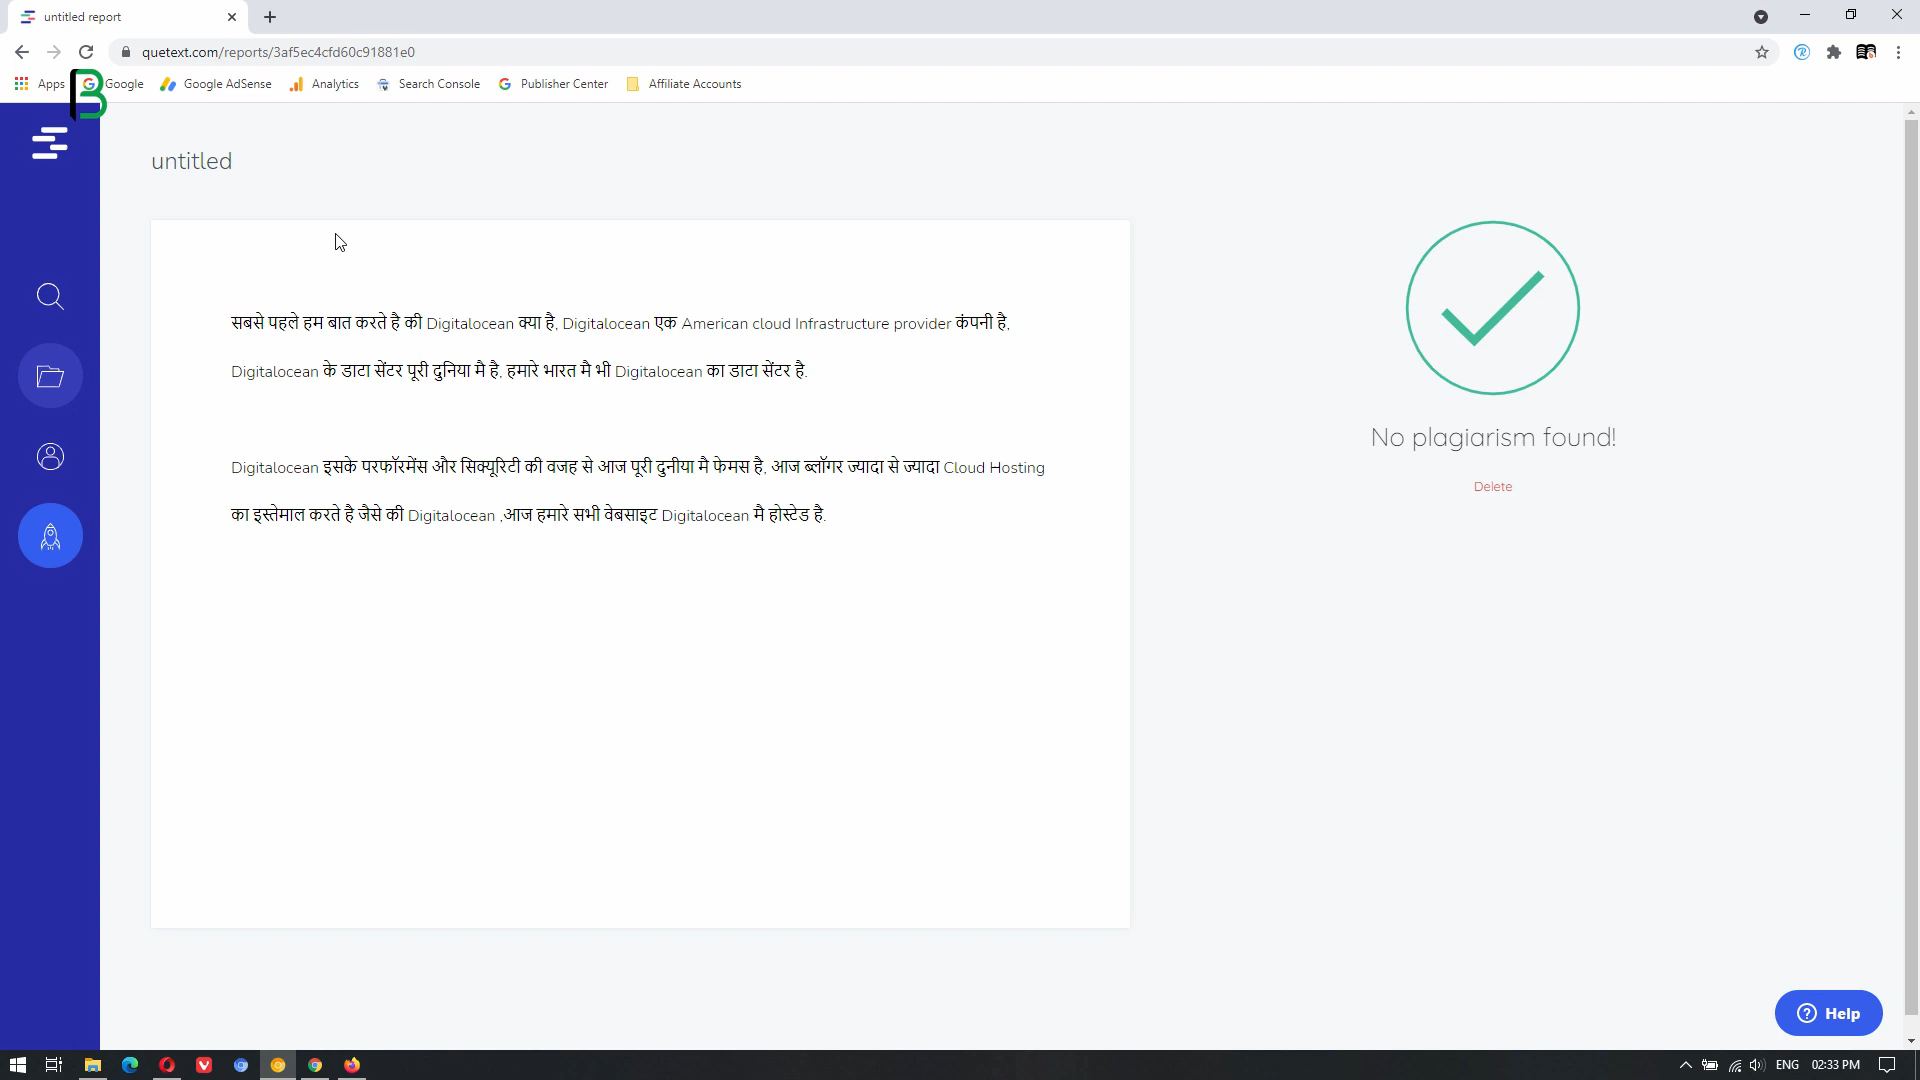 untitled report
quetext.com/reports/3af5ec4cfd60c91881e0
Apps Google Google AdSense Analytics Search Console Publisher Center Affiliate Accounts
untitled
सबसे पहले हम बात करते है की Digitalocean क्या है, Digitalocean एक American cloud Infrastructure provider कंपनी है,
Digitalocean के डाटा सेंटर पूरी दुनिया मै है, हमारे भारत मै भी Digitalocean का डाटा सेंटर है.
Digitalocean इसके परफॉरमेंस और सिक्यूरिटी की वजह से आज पूरी दुनीया मै फेमस है, आज ब्लॉगर ज्यादा से ज्यादा Cloud Hosting
का इस्तेमाल करते है जैसे की Digitalocean ,आज हमारे सभी वेबसाइट Digitalocean मै होस्टेड है.
No plagiarism found!
Delete
Help
ENG 02:33 PM